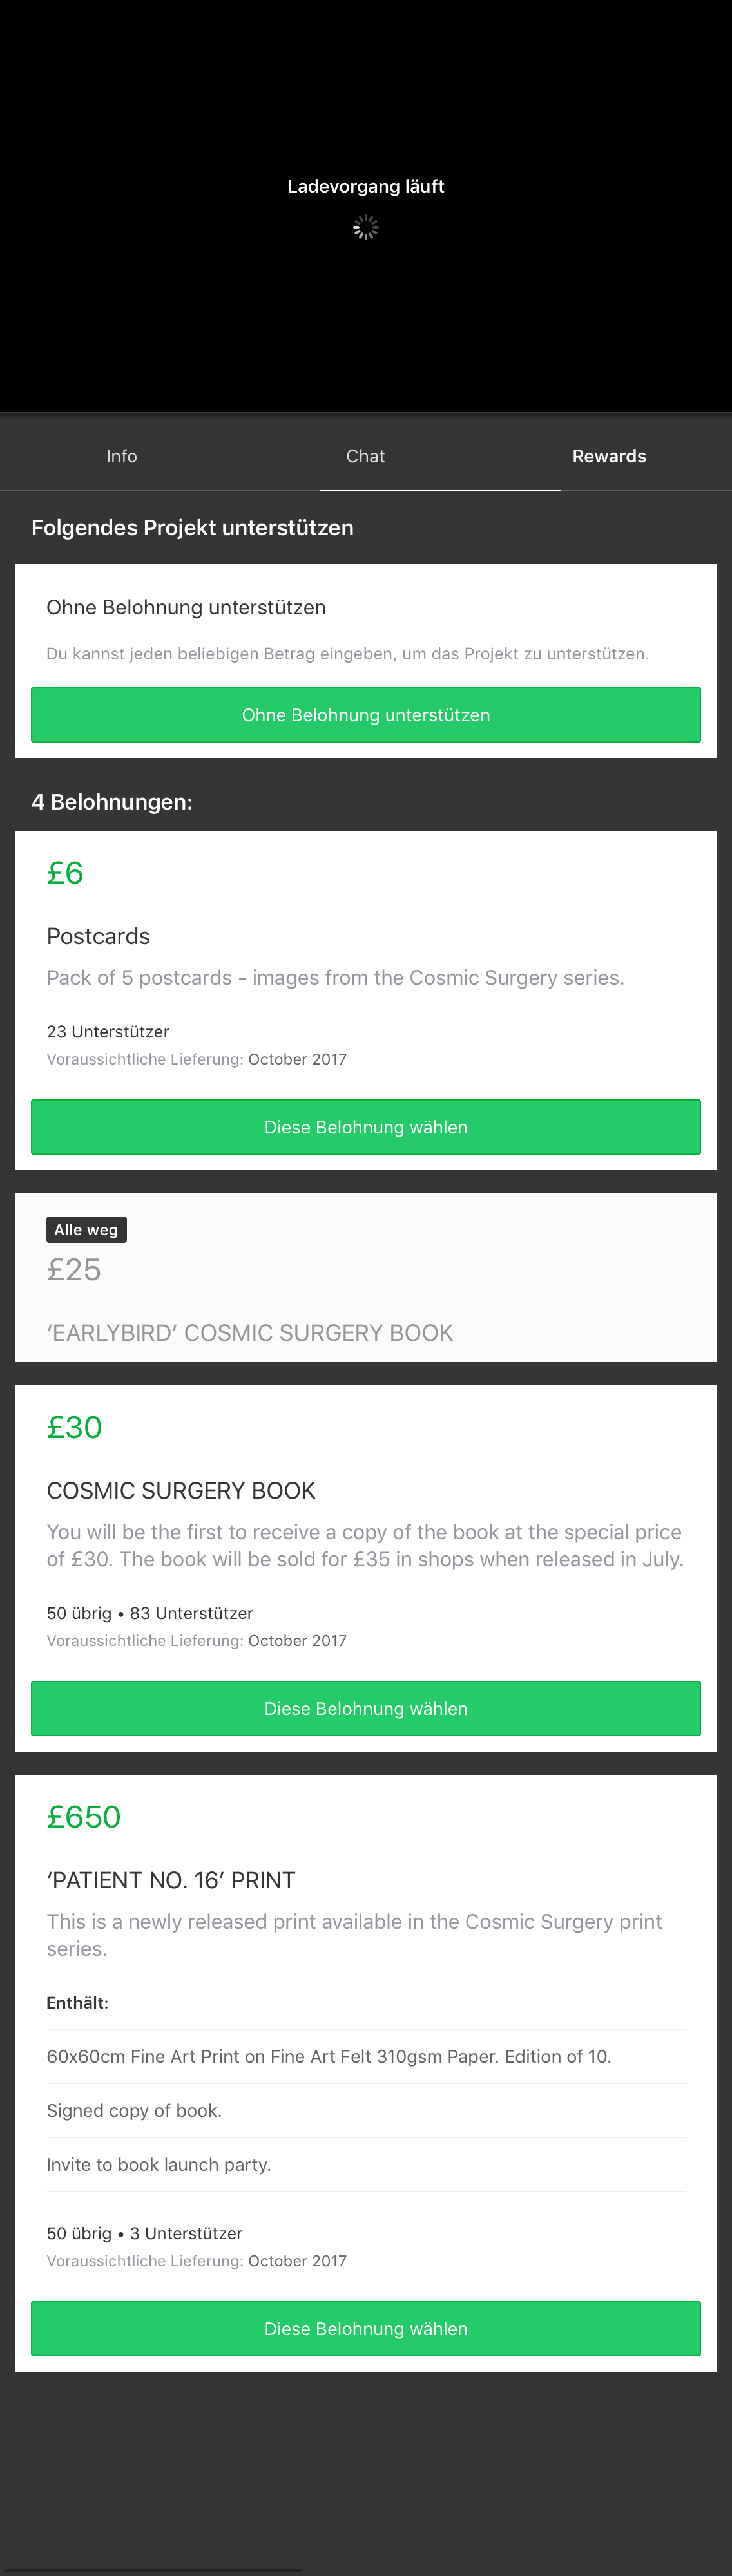 Ladevorgang läuft
Info
Chat
Rewards
Folgendes Projekt unterstützen
Ohne Belohnung unterstützen
Du kannst jeden beliebigen Betrag eingeben, um das Projekt zu unterstützen.
Ohne Belohnung unterstützen
4 Belohnungen:
£6
Postcards
Pack of 5 postcards - images from the Cosmic Surgery series.
23 Unterstützer
Voraussichtliche Lieferung: October 2017
Diese Belohnung wählen
Alle weg
£25
‘EARLYBIRD’ COSMIC SURGERY BOOK
£30
COSMIC SURGERY BOOK
You will be the first to receive a copy of the book at the special price
of £30. The book will be sold for £35 in shops when released in July.
50 übrig • 83 Unterstützer
Voraussichtliche Lieferung: October 2017
Diese Belohnung wählen
£650
‘PATIENT NO. 16’ PRINT
This is a newly released print available in the Cosmic Surgery print
series.
Enthält:
60x60cm Fine Art Print on Fine Art Felt 310gsm Paper. Edition of 10.
Signed copy of book.
Invite to book launch party.
50 übrig • 3 Unterstützer
Voraussichtliche Lieferung: October 2017
Diese Belohnung wählen